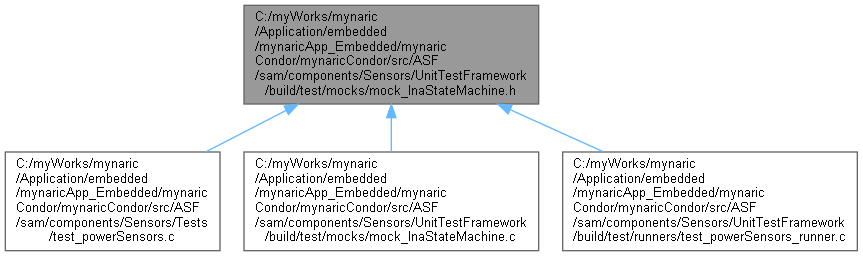 C:/myWorks/mynaric
/Application/embedded
/mynaricApp_Embedded/mynaric
Condor/mynaricCondor/src/ASF
/sam/components/Sensors/UnitTestFramework
/build/test/mocks/mock_InaStateMachine.h
C:/myWorks/mynaric
/Application/embedded
/mynaricApp_Embedded/mynaric
Condor/mynaricCondor/src/ASF
/sam/components/Sensors/Tests
/test_powerSensors.c
C:/myWorks/mynaric
/Application/embedded
/mynaricApp_Embedded/mynaric
Condor/mynaricCondor/src/ASF
/sam/components/Sensors/UnitTestFramework
/build/test/mocks/mock_InaStateMachine.c
C:/myWorks/mynaric
/Application/embedded
/mynaricApp_Embedded/mynaric
Condor/mynaricCondor/src/ASF
/sam/components/Sensors/UnitTestFramework
/build/test/runners/test_powerSensors_runner.c